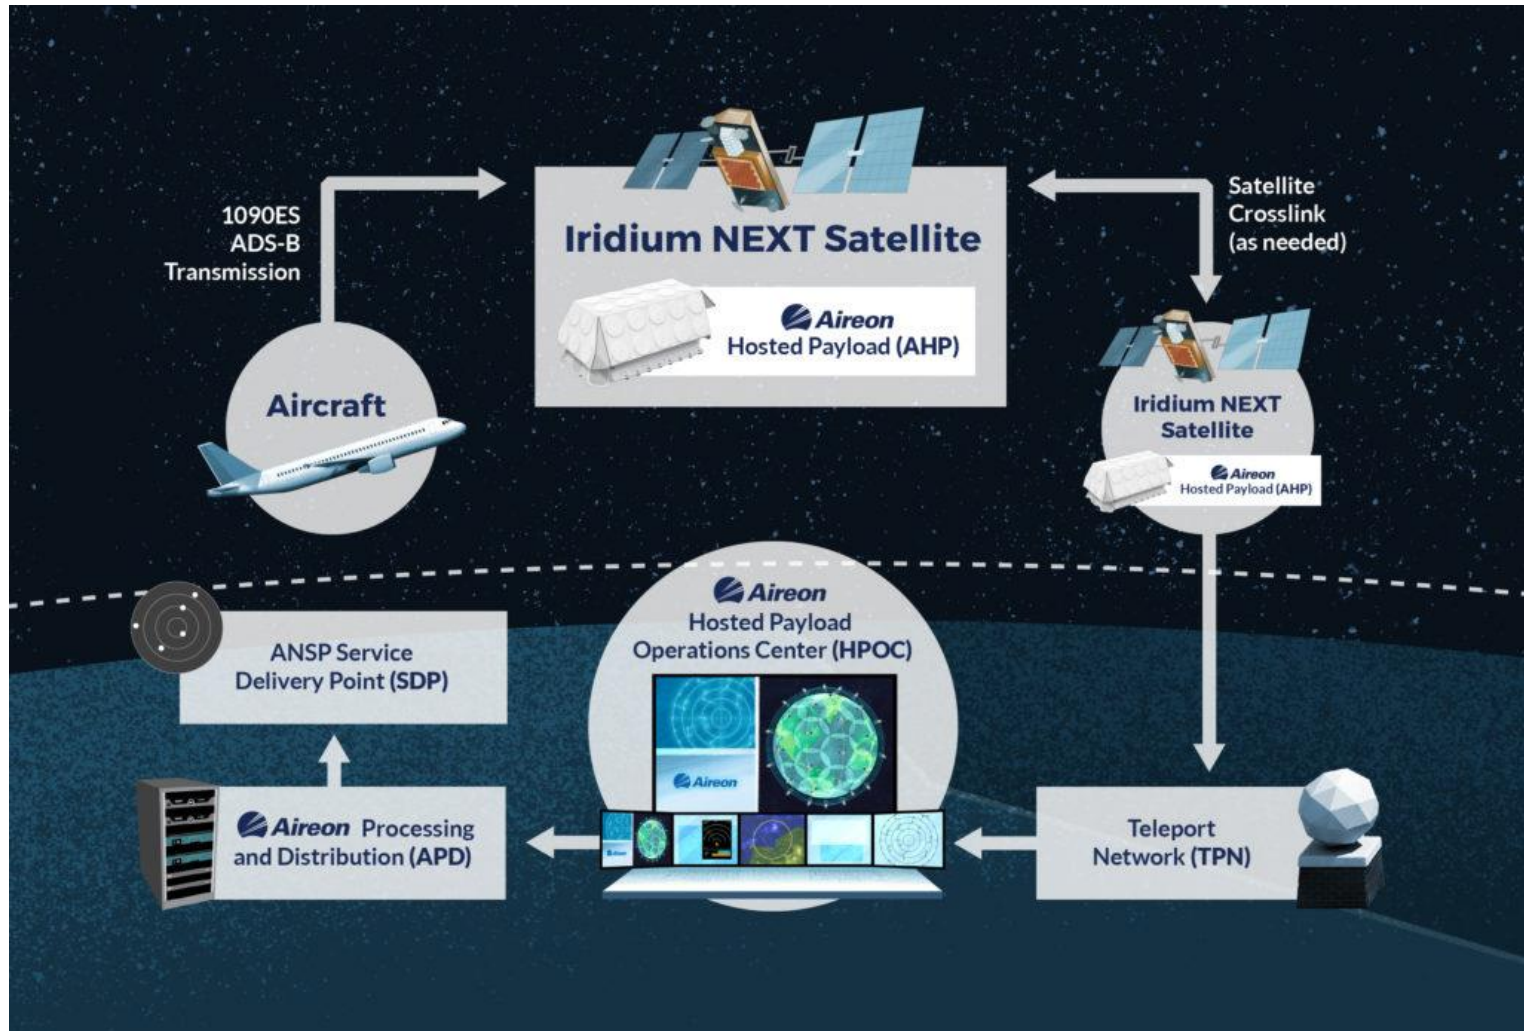 1090ES
ADS-B
Transmission
Iridium NEXT Satellite
Aireon
Hosted Payload (AHP)
Satellite
Crosslink
(as needed)
Aircraft
Iridium NEXT
Satellite
Aireon
Hosted Payload (AHP)
Aireon
Hosted Payload
Operations Center (HPOC)
ANSP Service
Delivery Point (SDP)
Aireon
Aireon Processing
and Distribution (APD)
Aireon
Teleport
Network (TPN)